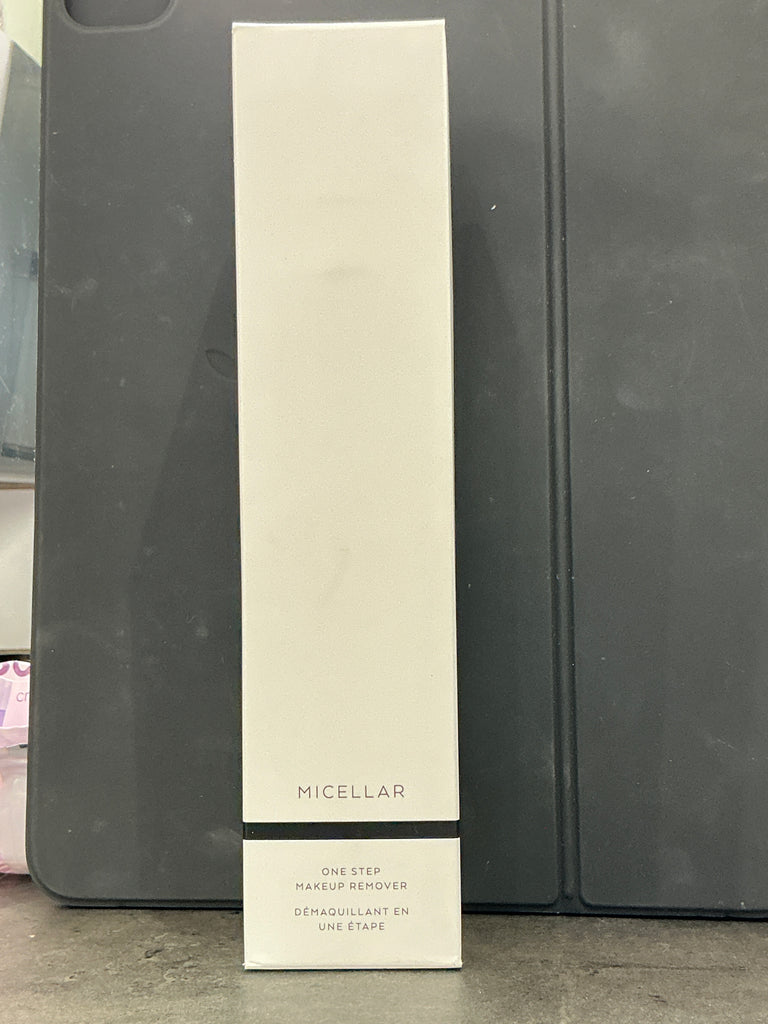 MICELLAR
ONE STEP
MAKEUP REMOVER
DÉMAQUILLANT EN
UNE ÉTAPE